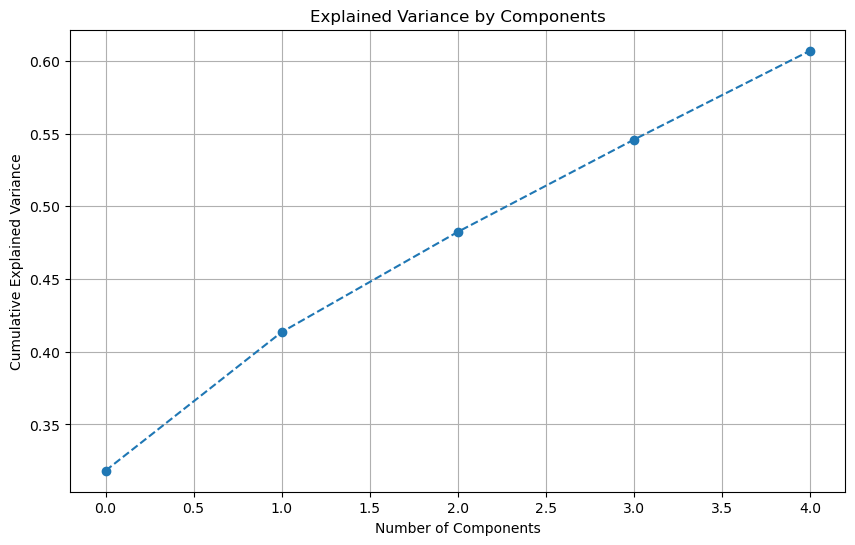 Explained Variance by Components
Cumulative Explained Variance
0.60
0.55
0.50
0.45
0.40
0.35
0.0 0.5 1.0 1.5 2.0 2.5 3.0 3.5 4.0
Number of Components